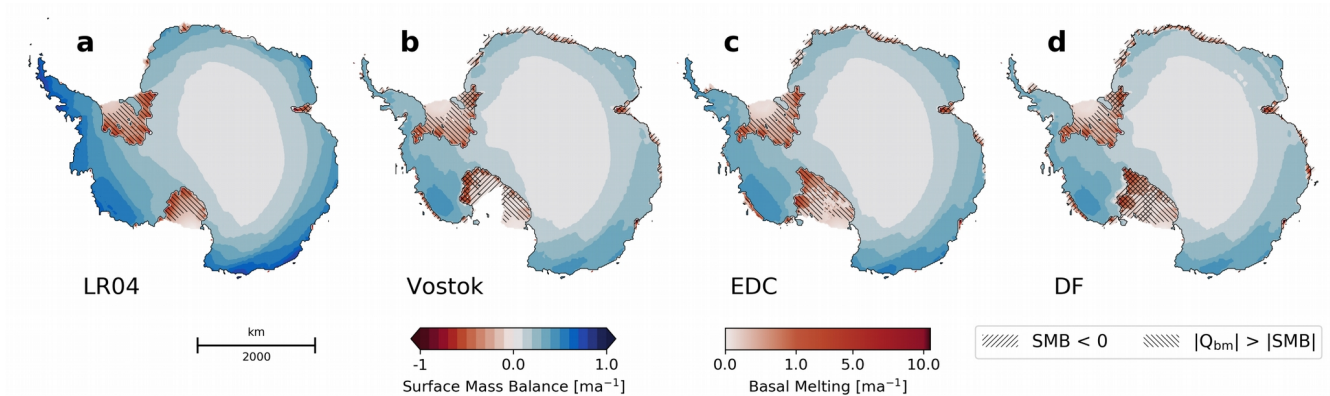 a b c d
LR04 Vostok EDC DF
km
2000
-1 0.0 1.0
Surface Mass Balance [ma⁻¹]
0.0 1.0 5.0 10.0
Basal Melting [ma⁻¹]
SMB < 0 |Qbm| > |SMB|